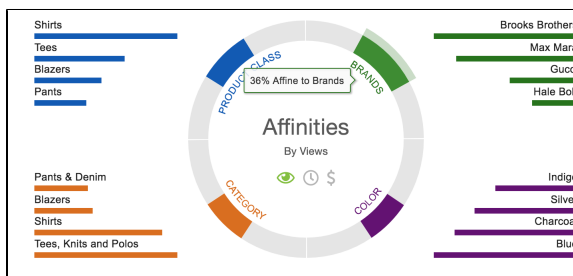 Shirts
Tees
Blazers
Pants
PRODUCT CLASS
BRANDS
36% Affine to Brands
Brooks Brother
Max Mar
Gucc
Hale Bo
Affinities
By Views
$
Pants & Denim
Blazers
Shirts
Tees, Knits and Polos
CATEGORY
COLOR
Indig
Silve
Charcoa
Blu